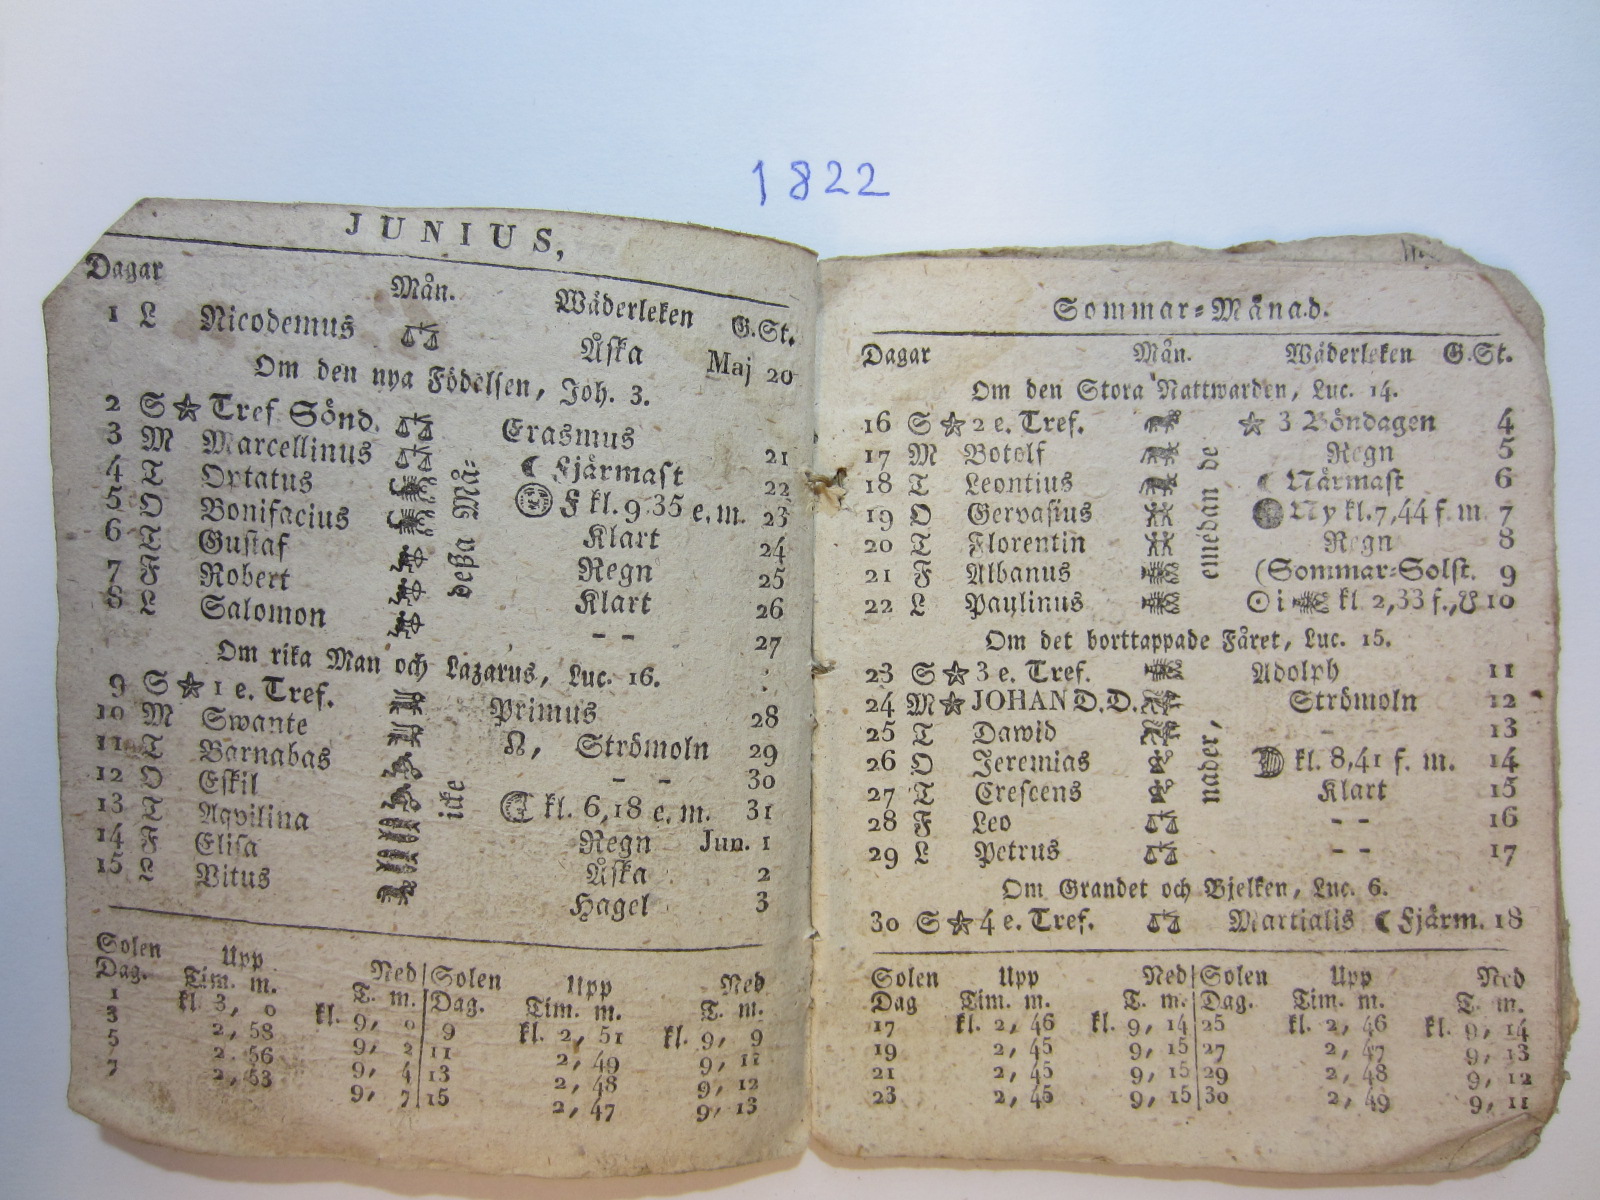 1822
JUNIUS,
Dagar Mån. Wäderleken G.St.
1 L Nicodemus Åska Maj 20
Om den nya Födelsen, Joh. 3.
2 S ☆ Tref. Sönd. Erasmus 21
3 M Marcellinus ☾ Fjärmast 22
4 T Optatus F kl. 9.35 e.m. 23
5 O Bonifacius Klart 24
6 T Gustaf Regn 25
7 F Robert Klart 26
8 L Salomon - - 27
deßa Må-
Om rika Man och Lazarus, Luc. 16.
9 S ☆ 1 e. Tref. Primus 28
10 M Swante ☊, Strömoln 29
11 T Barnabas - - 30
12 O Eskil kl. 6,18 e.m. 31
13 T Aqvilina Regn Jun. 1
14 F Elisa Åska 2
15 L Vitus Hagel 3
icke
Solen Upp Ned | Solen Upp Ned
Dag. Tim. m. T. m. | Dag. Tim. m. T. m.
1 kl. 3, 0 kl. 9, 0 | 9 kl. 2, 51 kl. 9, 9
3 2, 58 9, 2 | 11 2, 49 9, 11
5 2. 56 9, 4 | 13 2, 48 9, 12
7 2, 53 9, 7 | 15 2, 47 9, 13
Sommar-Månad.
Dagar Mån. Wäderleken G.St.
Om den Stora Nattwarden, Luc. 14.
16 S ☆ 2 e. Tref. ☆ 3 Böndagen 4
17 M Botolf Regn 5
18 T Leontius ☾ Närmast 6
19 O Gervasius Ny kl. 7,44 f. m. 7
20 T Florentin Regn 8
21 F Albanus (Sommar-Solst. 9
22 L Paulinus ☉ i ♋ kl 2,33 f., ☋ 10
emedan de
Om det borttappade Fåret, Luc. 15.
23 S ☆ 3 e. Tref. Adolph 11
24 M ☆ JOHAN D.D. Strömoln 12
25 T Dawid - - 13
26 O Jeremias kl. 8,41 f. m. 14
27 T Crescens Klart 15
28 F Leo - - 16
29 L Petrus - - 17
nader,
Om Grandet och Bjelken, Luc. 6.
30 S ☆ 4 e. Tref. Martialis ☾ Fjärm. 18
Solen Upp Ned | Solen Upp Ned
Dag Tim. m. T. m. | Dag. Tim. m. T. m.
17 kl. 2, 46 kl. 9, 14 | 25 kl. 2, 46 kl. 9, 14
19 2, 45 9, 15 | 27 2, 47 9, 13
21 2, 45 9, 15 | 29 2, 48 9, 12
23 2, 45 9, 15 | 30 2, 49 9, 11